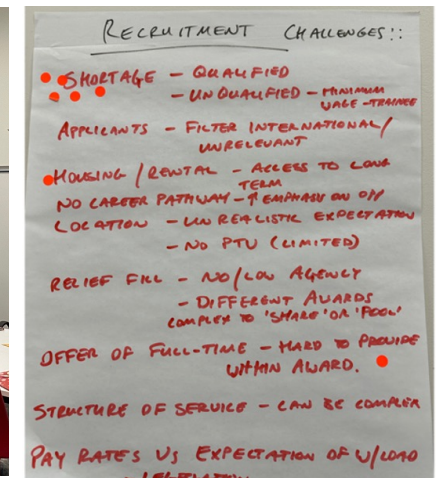 RECRUITMENT CHALLENGES!!
SHORTAGE – QUALIFIED
– UNQUALIFIED – MINIMUM
WAGE – TRAINEE
APPLICANTS – FILTER INTERNATIONAL/
UNRELEVANT
HOUSING/RENTAL – ACCESS TO LONG
TERM
NO CAREER PATHWAY – ↑ EMPHASIS ON
LOCATION – UNREALISTIC EXPECTATION
– NO PTU (LIMITED)
RELIEF FILL – NO/LOW AGENCY
– DIFFERENT AWARDS
COMPLEX TO 'SHARE' OR 'POOL'
OFFER OF FULL-TIME – HARD TO PROVIDE
WITHIN AWARD.
STRUCTURE OF SERVICE – CAN BE COMPLEX
PAY RATES VS EXPECTATION OF W/LOAD